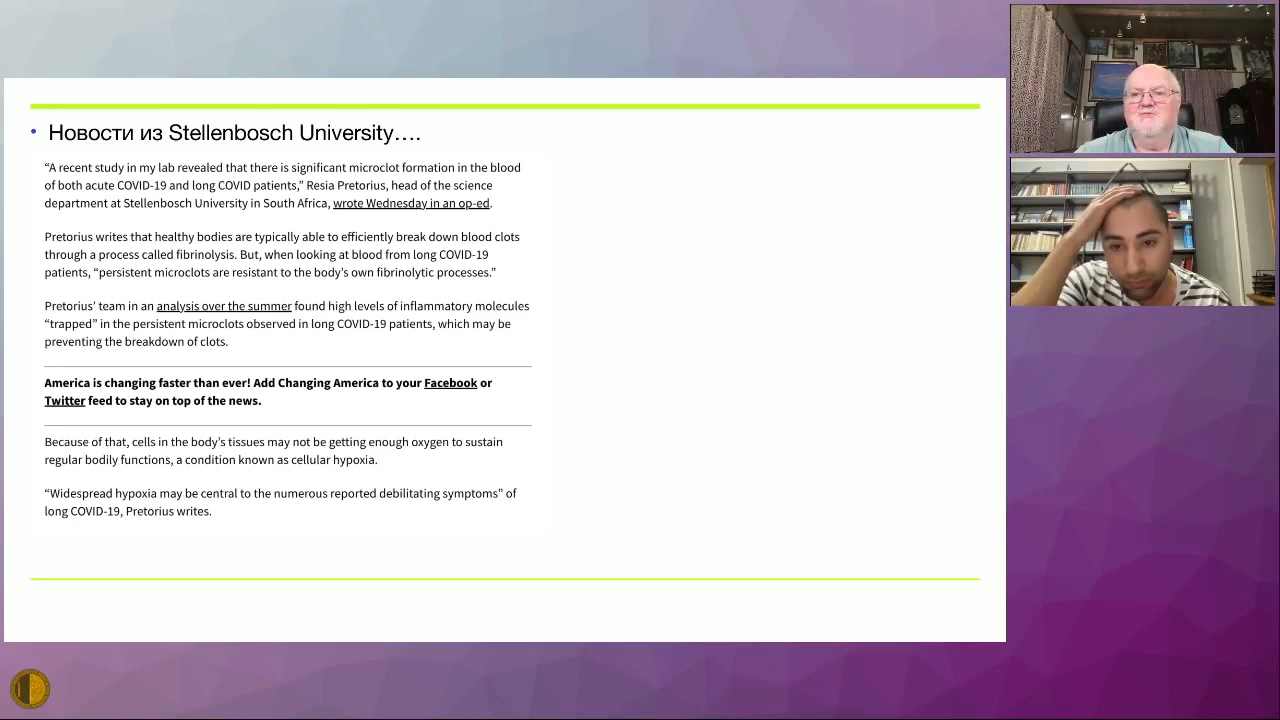 • Новости из Stellenbosch University….
“A recent study in my lab revealed that there is significant microclot formation in the blood
of both acute COVID-19 and long COVID patients,” Resia Pretorius, head of the science
department at Stellenbosch University in South Africa, wrote Wednesday in an op-ed.
Pretorius writes that healthy bodies are typically able to efficiently break down blood clots
through a process called fibrinolysis. But, when looking at blood from long COVID-19
patients, “persistent microclots are resistant to the body’s own fibrinolytic processes.”
Pretorius’ team in an analysis over the summer found high levels of inflammatory molecules
“trapped” in the persistent microclots observed in long COVID-19 patients, which may be
preventing the breakdown of clots.
America is changing faster than ever! Add Changing America to your Facebook or
Twitter feed to stay on top of the news.
Because of that, cells in the body’s tissues may not be getting enough oxygen to sustain
regular bodily functions, a condition known as cellular hypoxia.
“Widespread hypoxia may be central to the numerous reported debilitating symptoms” of
long COVID-19, Pretorius writes.